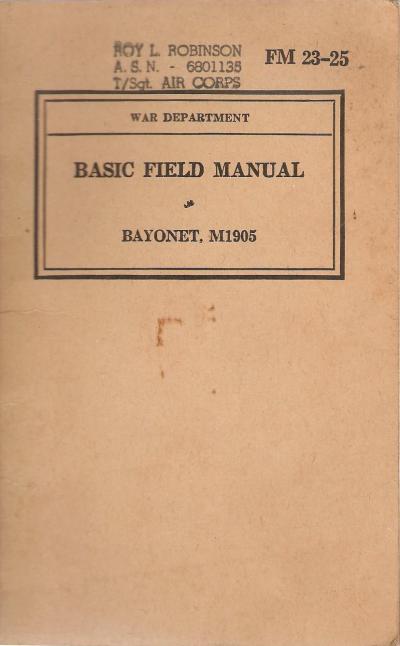 ROY L. ROBINSON
A. S. N. - 6801135
T/Sgt. AIR CORPS
FM 23-25
WAR DEPARTMENT
BASIC FIELD MANUAL
BAYONET, M1905